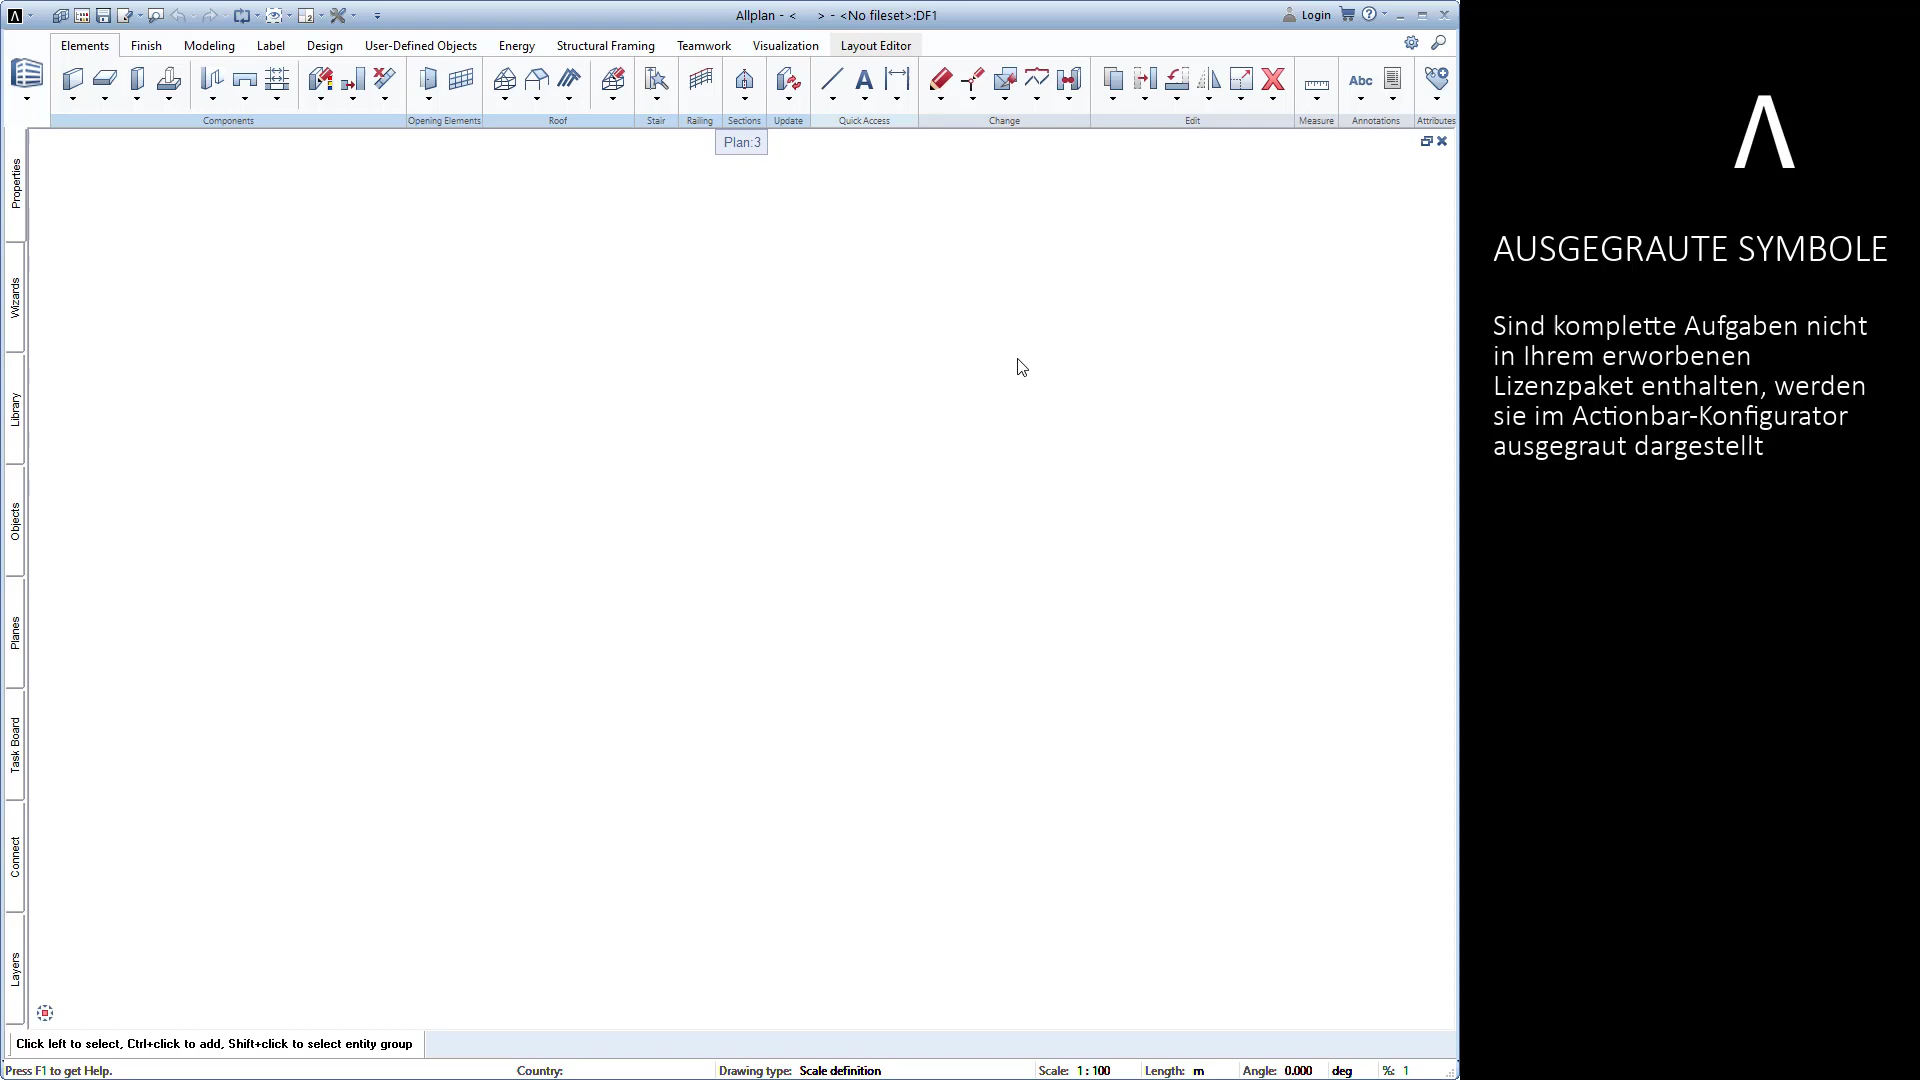 Allplan - <      > - <No fileset>:DF1
Login
Elements
Finish
Modeling
Label
Design
User-Defined Objects
Energy
Structural Framing
Teamwork
Visualization
Layout Editor
Abc
Components
Opening Elements
Roof
Stair
Railing
Sections
Update
Quick Access
Change
Edit
Measure
Annotations
Attributes
Plan:3
Properties
Wizards
Library
Objects
Planes
Task Board
Connect
Layers
Click left to select, Ctrl+click to add, Shift+click to select entity group
Press F1 to get Help.
Country:
Drawing type: Scale definition
Scale: 1 : 100
Length: m
Angle: 0.000
deg
%: 1
AUSGEGRAUTE SYMBOLE
Sind komplette Aufgaben nicht
in Ihrem erworbenen
Lizenzpaket enthalten, werden
sie im Actionbar-Konfigurator
ausgegraut dargestellt